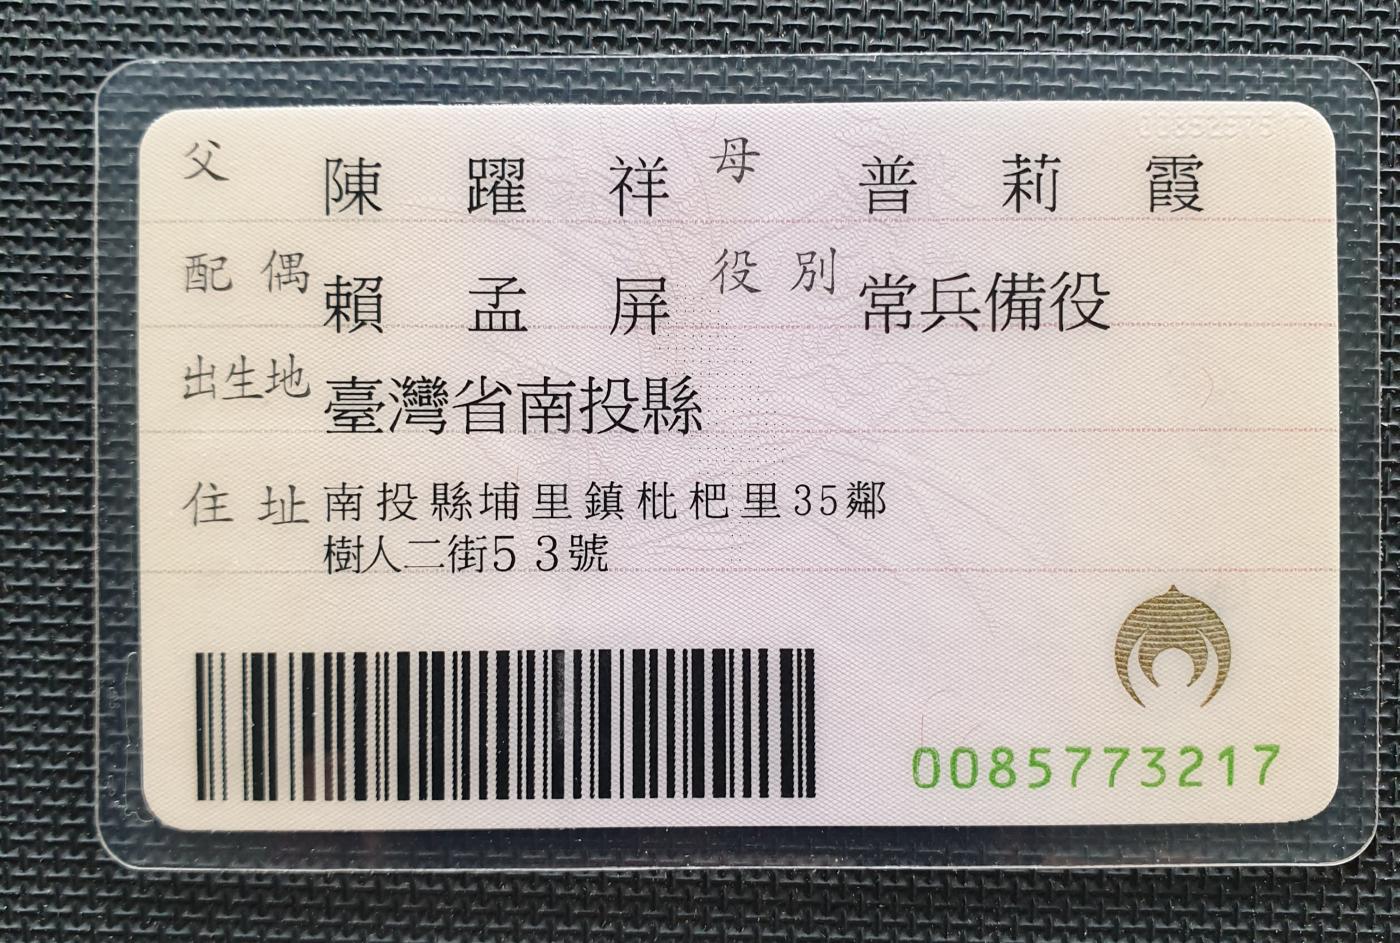 父 陳躍祥 母 普莉霞
配偶 賴孟屏 役別 常兵備役
出生地 臺灣省南投縣
住址 南投縣埔里鎮枇杷里35鄰
樹人二街53號
0085773217